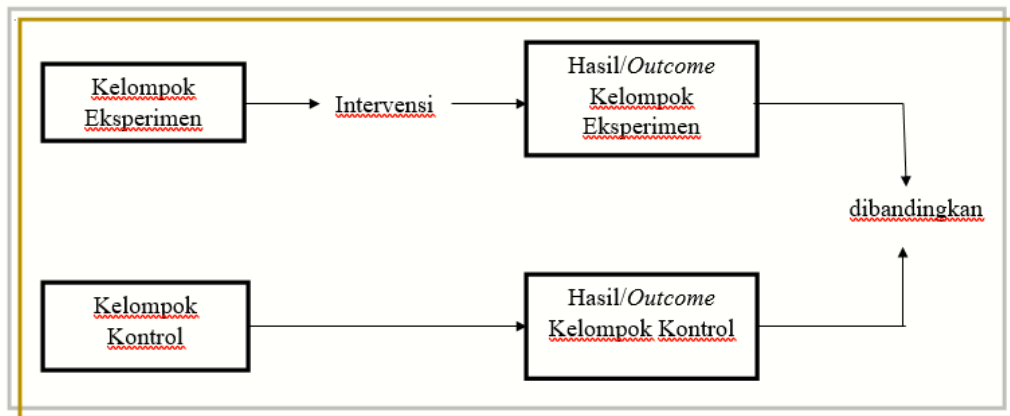 Kelompok
Eksperimen
Intervensi
Hasil/Outcome
Kelompok
Eksperimen
dibandingkan
Kelompok
Kontrol
Hasil/Outcome
Kelompok Kontrol